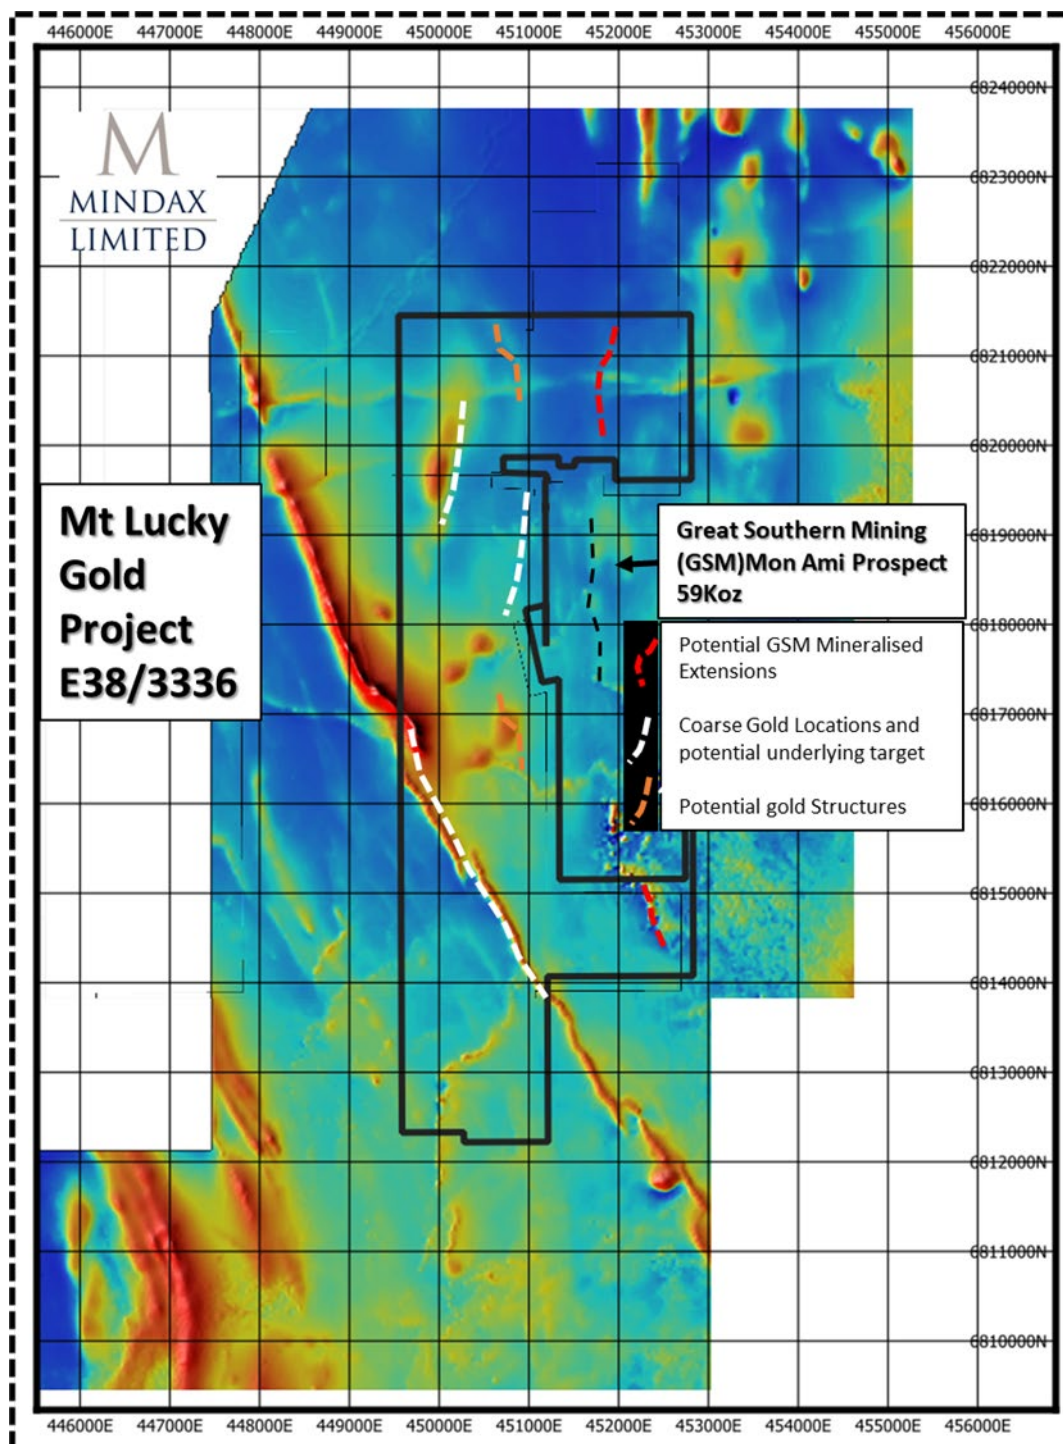 446000E 447000E 448000E 449000E 450000E 451000E 452000E 453000E 454000E 455000E 456000E
6824000N
M
MINDAX
LIMITED
6823000N
6822000N
6821000N
6820000N
Mt Lucky
Gold
Project
E38/3336
Great Southern Mining
(GSM)Mon Ami Prospect
59Koz
6819000N
6818000N
Potential GSM Mineralised
Extensions
Coarse Gold Locations and
potential underlying target
Potential gold Structures
6817000N
6816000N
6815000N
6814000N
6813000N
6812000N
6811000N
6810000N
446000E 447000E 448000E 449000E 450000E 451000E 452000E 453000E 454000E 455000E 456000E